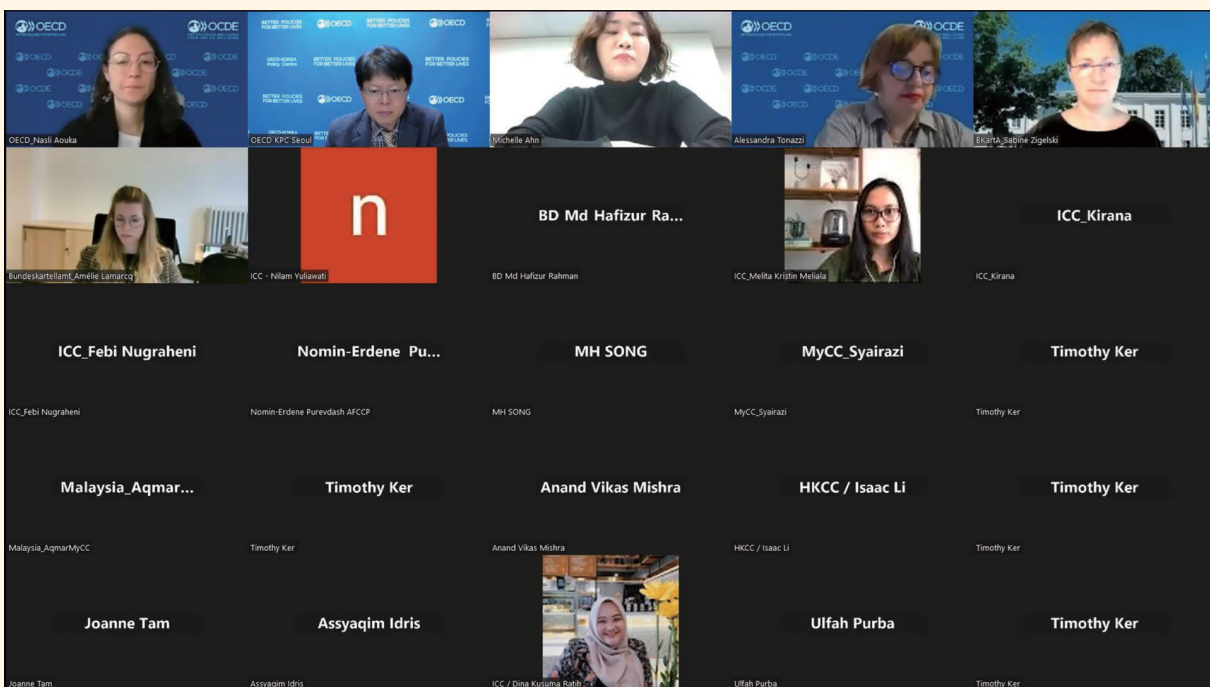 OECD
OCDE
OECD_Nasli Aouka
OECD KOREA
Policy Centre
BETTER POLICIES
FOR BETTER LIVES
OECD
OECD KPC Seoul
Michelle Ahn
OECD
OCDE
Alessandra Tonazzi
BKartA_Sabine Zigelski
Bundeskartellamt_Amélie Lamarcq
n
ICC - Nilam Yuliawati
BD Md Hafizur Ra...
BD Md Hafizur Rahman
ICC_Melita Kristin Meliala
ICC_Kirana
ICC_Kirana
ICC_Febi Nugraheni
ICC_Febi Nugraheni
Nomin-Erdene Pu...
Nomin-Erdene Purevdash AFCCP
MH SONG
MH SONG
MyCC_Syairazi
MyCC_Syairazi
Timothy Ker
Timothy Ker
Malaysia_Aqmar...
Malaysia_AqmarMyCC
Timothy Ker
Timothy Ker
Anand Vikas Mishra
Anand Vikas Mishra
HKCC / Isaac Li
HKCC / Isaac Li
Timothy Ker
Timothy Ker
Joanne Tam
Joanne Tam
Assyaqim Idris
Assyaqim Idris
ICC / Dina Kusuma Ratih
Ulfah Purba
Ulfah Purba
Timothy Ker
Timothy Ker